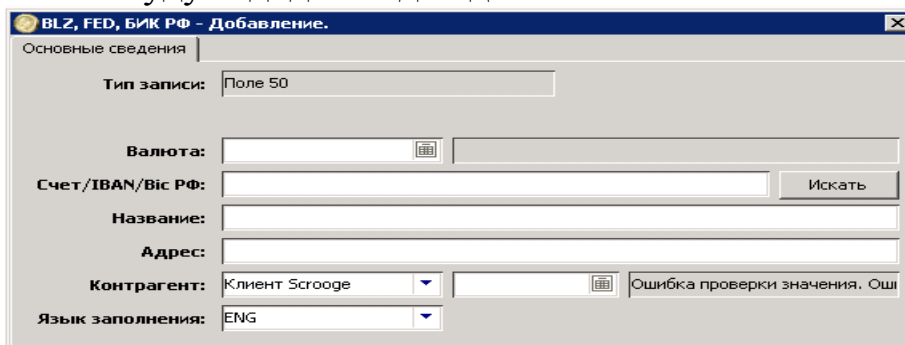 BLZ, FED, БИК РФ - Добавление.
Основные сведения
Тип записи: Поле 50
Валюта:
Счет/IBAN/Bic РФ: Искать
Название:
Адрес:
Контрагент: Клиент Scrooge Ошибка проверки значения.
Язык заполнения: ENG